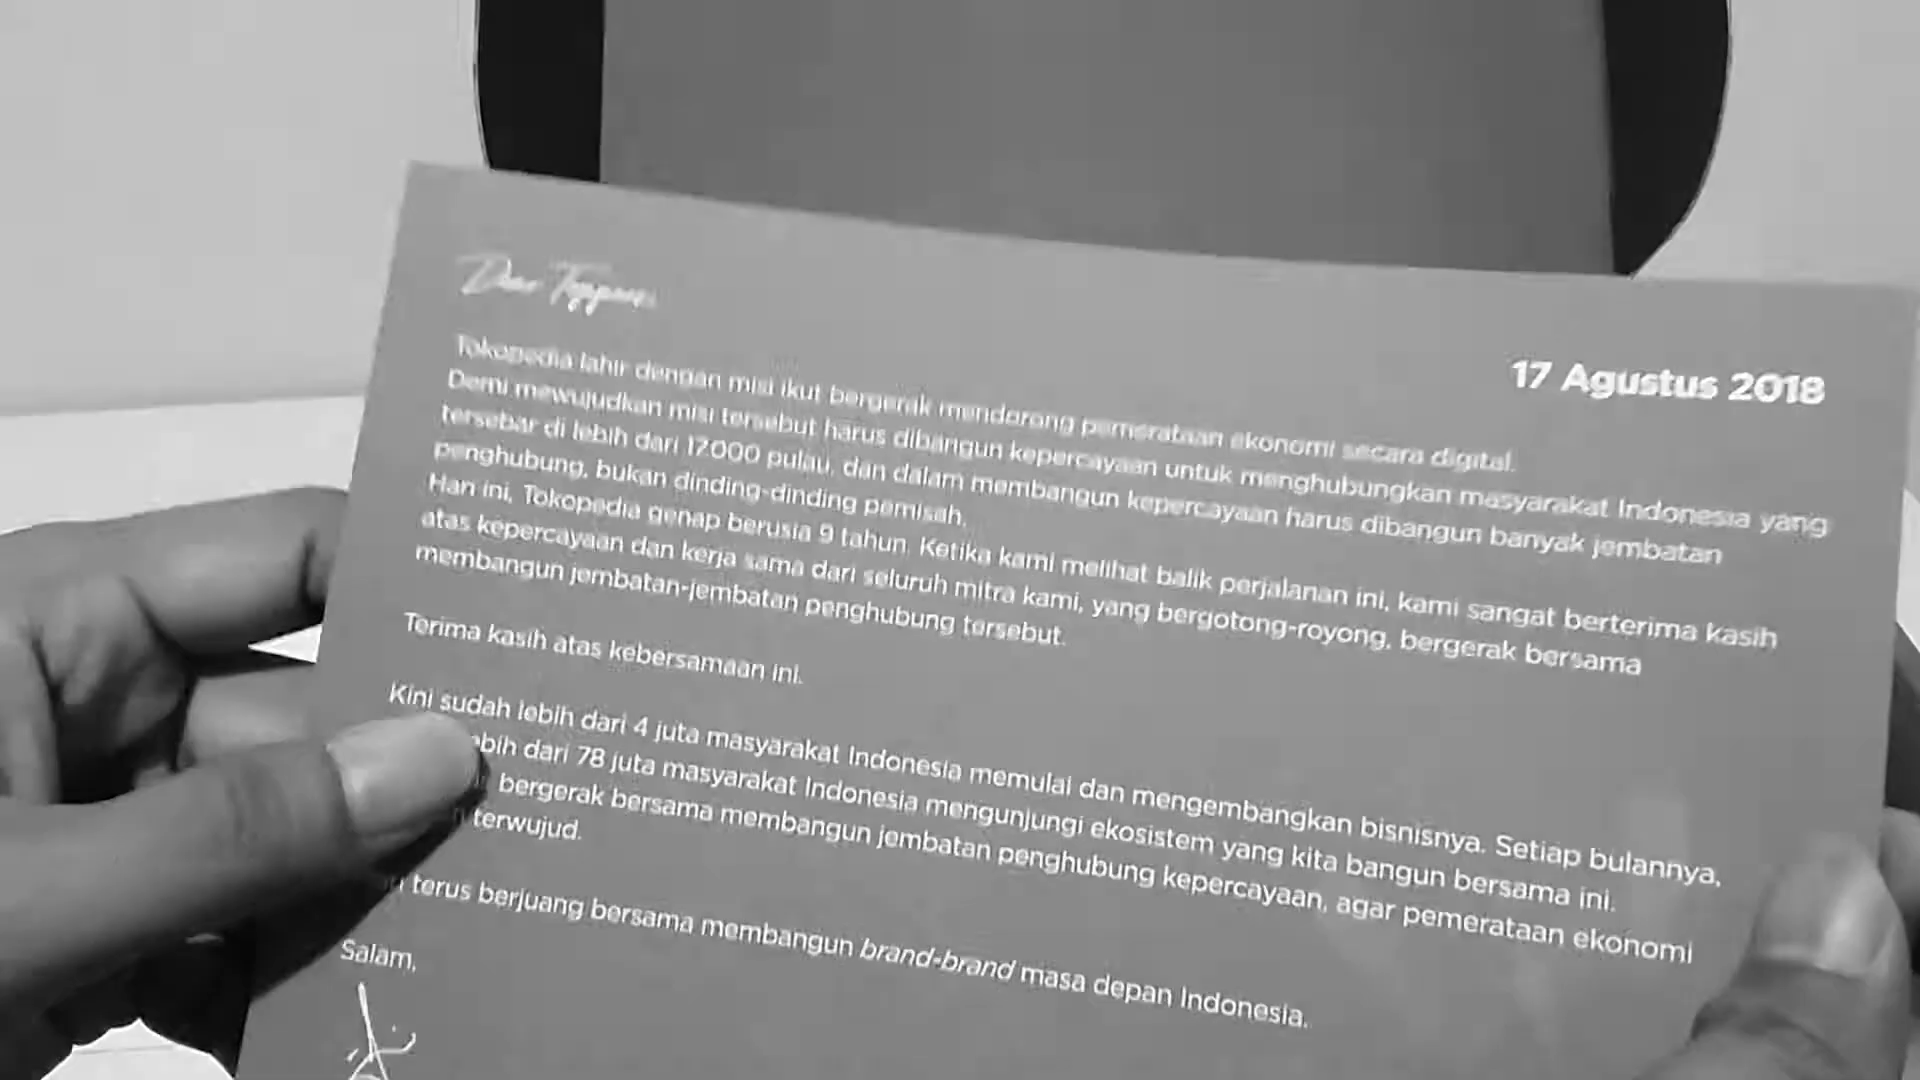 Dear Toppers,
17 Agustus 2018
Tokopedia lahir dengan misi ikut bergerak mendorong pemerataan ekonomi secara digital.
Demi mewujudkan misi tersebut harus dibangun kepercayaan untuk menghubungkan masyarakat Indonesia yang
tersebar di lebih dari 17.000 pulau, dan dalam membangun kepercayaan harus dibangun banyak jembatan
penghubung, bukan dinding-dinding pemisah.
Hari ini, Tokopedia genap berusia 9 tahun. Ketika kami melihat balik perjalanan ini, kami sangat berterima kasih
atas kepercayaan dan kerja sama dari seluruh mitra kami, yang bergotong-royong, bergerak bersama
membangun jembatan-jembatan penghubung tersebut.
Terima kasih atas kebersamaan ini.
Kini sudah lebih dari 4 juta masyarakat Indonesia memulai dan mengembangkan bisnisnya. Setiap bulannya,
dari 78 juta masyarakat Indonesia mengunjungi ekosistem yang kita bangun bersama ini.
bergerak bersama membangun jembatan penghubung kepercayaan, agar pemerataan ekonomi
terwujud.
terus berjuang bersama membangun brand-brand masa depan Indonesia.
Salam,